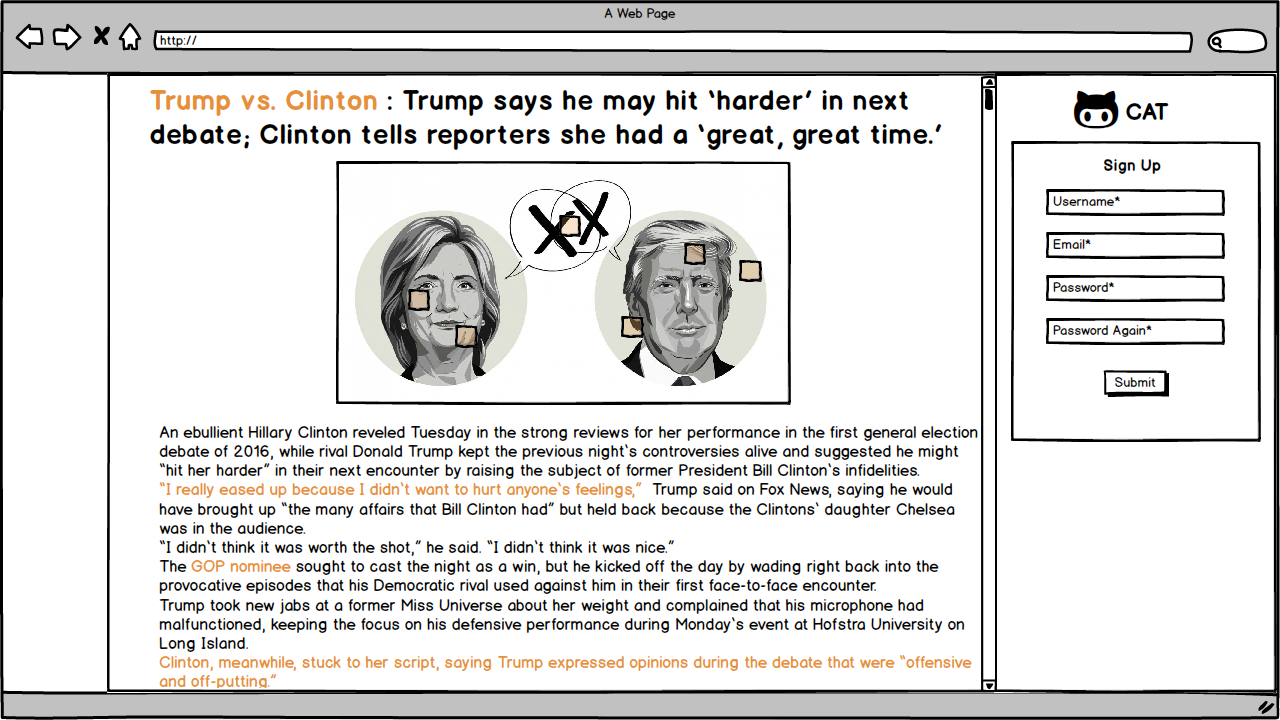 A Web Page
http://
Trump vs. Clinton : Trump says he may hit ‘harder’ in next
debate; Clinton tells reporters she had a ‘great, great time.’
An ebullient Hillary Clinton reveled Tuesday in the strong reviews for her performance in the first general election
debate of 2016, while rival Donald Trump kept the previous night‘s controversies alive and suggested he might
“hit her harder” in their next encounter by raising the subject of former President Bill Clinton‘s infidelities.
“I really eased up because I didn‘t want to hurt anyone‘s feelings,” Trump said on Fox News, saying he would
have brought up “the many affairs that Bill Clinton had” but held back because the Clintons‘ daughter Chelsea
was in the audience.
“I didn‘t think it was worth the shot,” he said. “I didn‘t think it was nice.”
The GOP nominee sought to cast the night as a win, but he kicked off the day by wading right back into the
provocative episodes that his Democratic rival used against him in their first face-to-face encounter.
Trump took new jabs at a former Miss Universe about her weight and complained that his microphone had
malfunctioned, keeping the focus on his defensive performance during Monday‘s event at Hofstra University on
Long Island.
Clinton, meanwhile, stuck to her script, saying Trump expressed opinions during the debate that were “offensive
and off-putting.”
CAT
Sign Up
Username*
Email*
Password*
Password Again*
Submit